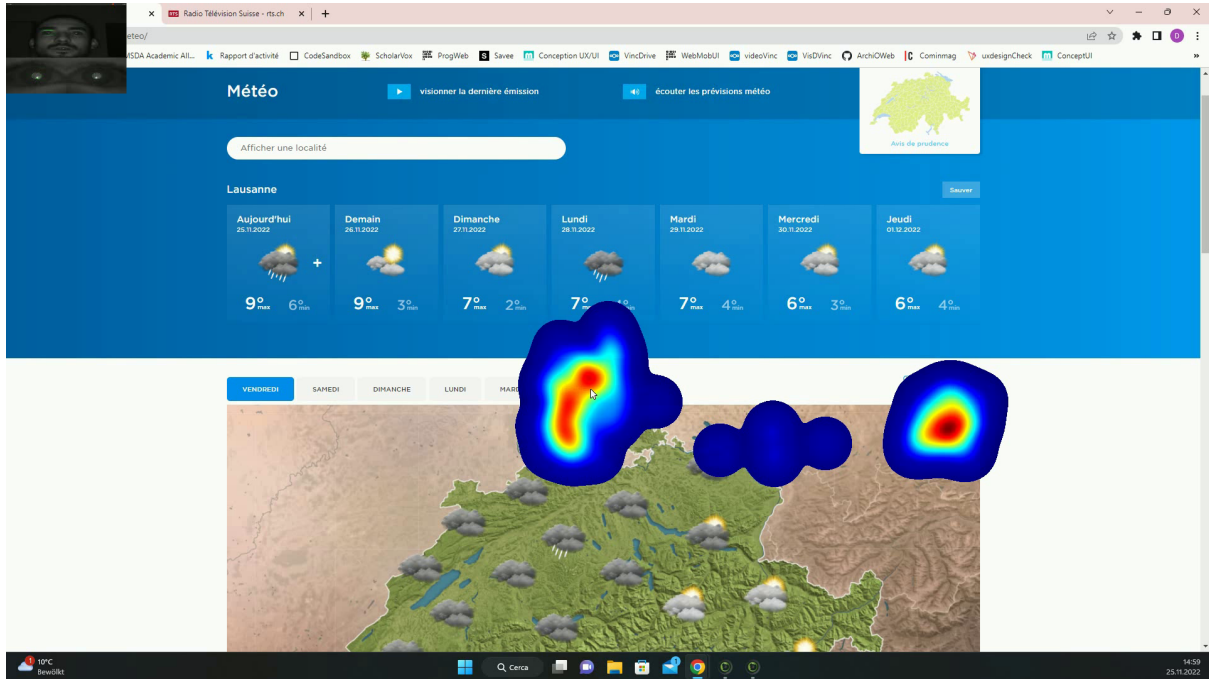 Radio Télévision Suisse - rts.ch
eteo/
MSDA Academic All...
Rapport d'activité
CodeSandbox
ScholarVox
ProgWeb
Savee
Conception UX/UI
VincDrive
WebMobUI
videoVinc
VisDVinc
ArchiOWeb
Cominmag
uxdesignCheck
ConceptUI
Météo
visionner la dernière émission
écouter les prévisions météo
Avis de prudence
Afficher une localité
Lausanne
Sauver
Aujourd'hui
25.11.2022
9° max 6° min
Demain
26.11.2022
9° max 3° min
Dimanche
27.11.2022
7° max 2° min
Lundi
28.11.2022
7° max
Mardi
29.11.2022
7° max 4° min
Mercredi
30.11.2022
6° max 3° min
Jeudi
01.12.2022
6° max 4° min
VENDREDI
SAMEDI
DIMANCHE
LUNDI
MARD
1
10°C
Bewölkt
Cerca
14:59
25.11.2022